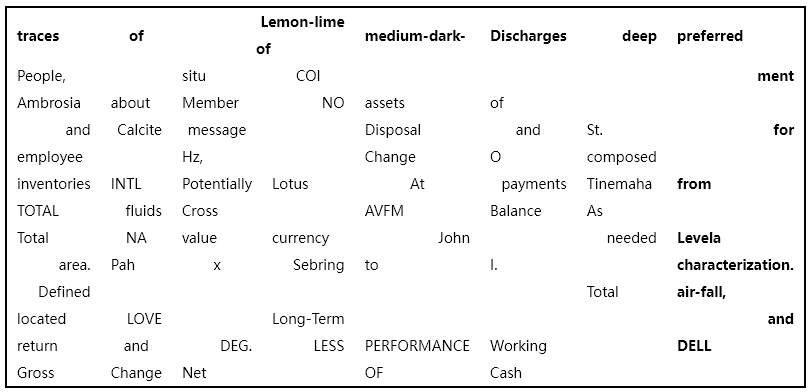 traces of Lemon-lime of medium-dark- Discharges deep preferred
People, situ COI ment
Ambrosia about Member NO assets of
and Calcite message Disposal and St. for
employee Hz, Change O composed
inventories INTL Potentially Lotus At payments Tinemaha from
TOTAL fluids Cross AVFM Balance As
Total NA value currency John needed Levela
area. Pah x Sebring to I. characterization.
Defined Total air-fall,
located LOVE Long-Term and
return and DEG. LESS PERFORMANCE Working DELL
Gross Change Net OF Cash